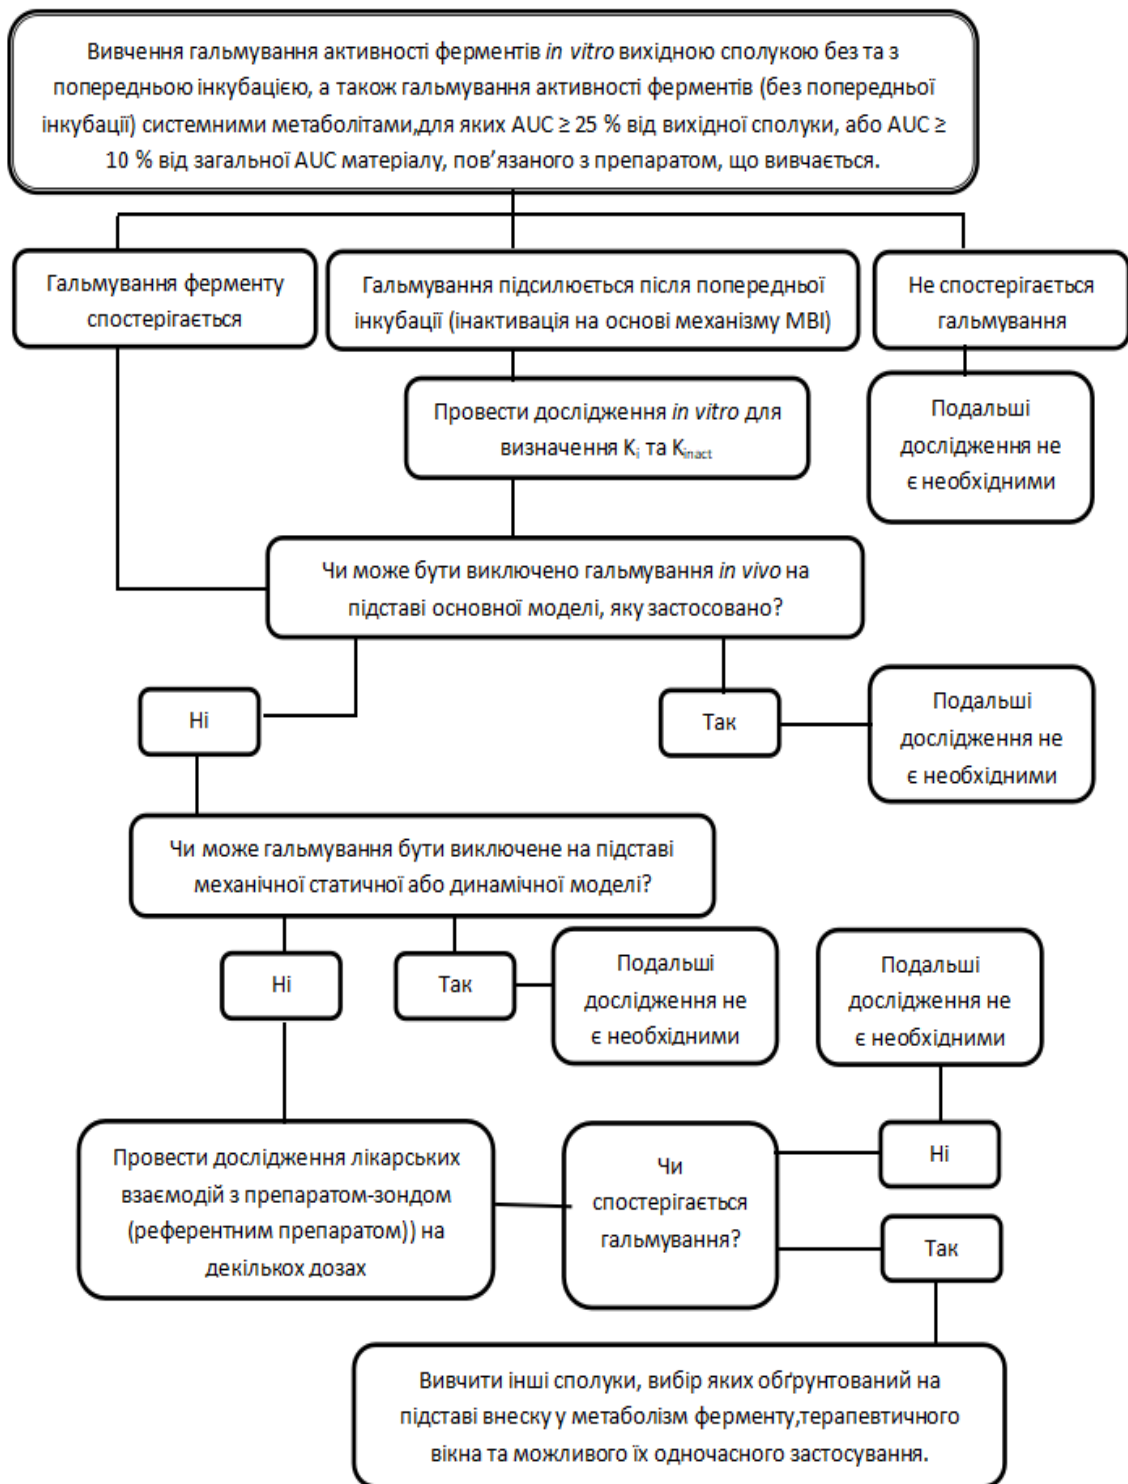 Вивчення гальмування активності ферментів in vitro вихідною сполукою без та з
попередньою інкубацією, а також гальмування активності ферментів (без попередньої
інкубації) системними метаболітами,для яких AUC ≥ 25 % від вихідної сполуки, або AUC ≥
10 % від загальної AUC матеріалу, пов’язаного з препаратом, що вивчається.
Гальмування ферменту
спостерігається
Гальмування підсилюється після попередньої
інкубації (інактивація на основі механізму MBI)
Не спостерігається
гальмування
Провести дослідження in vitro для
визначення Ki та Kinact
Подальші
дослідження не
є необхідними
Чи може бути виключено гальмування in vivo на
підставі основної моделі, яку застосовано?
Ні
Так
Подальші
дослідження не
є необхідними
Чи може гальмування бути виключене на підставі
механічної статичної або динамічної моделі?
Ні
Так
Подальші
дослідження не
є необхідними
Подальші
дослідження не
є необхідними
Провести дослідження лікарських
взаємодій з препаратом-зондом
(референтним препаратом)) на
декількох дозах
Чи
спостерігається
гальмування?
Ні
Так
Вивчити інші сполуки, вибір яких обґрунтований на
підставі внеску у метаболізм ферменту,терапевтичного
вікна та можливого їх одночасного застосування.